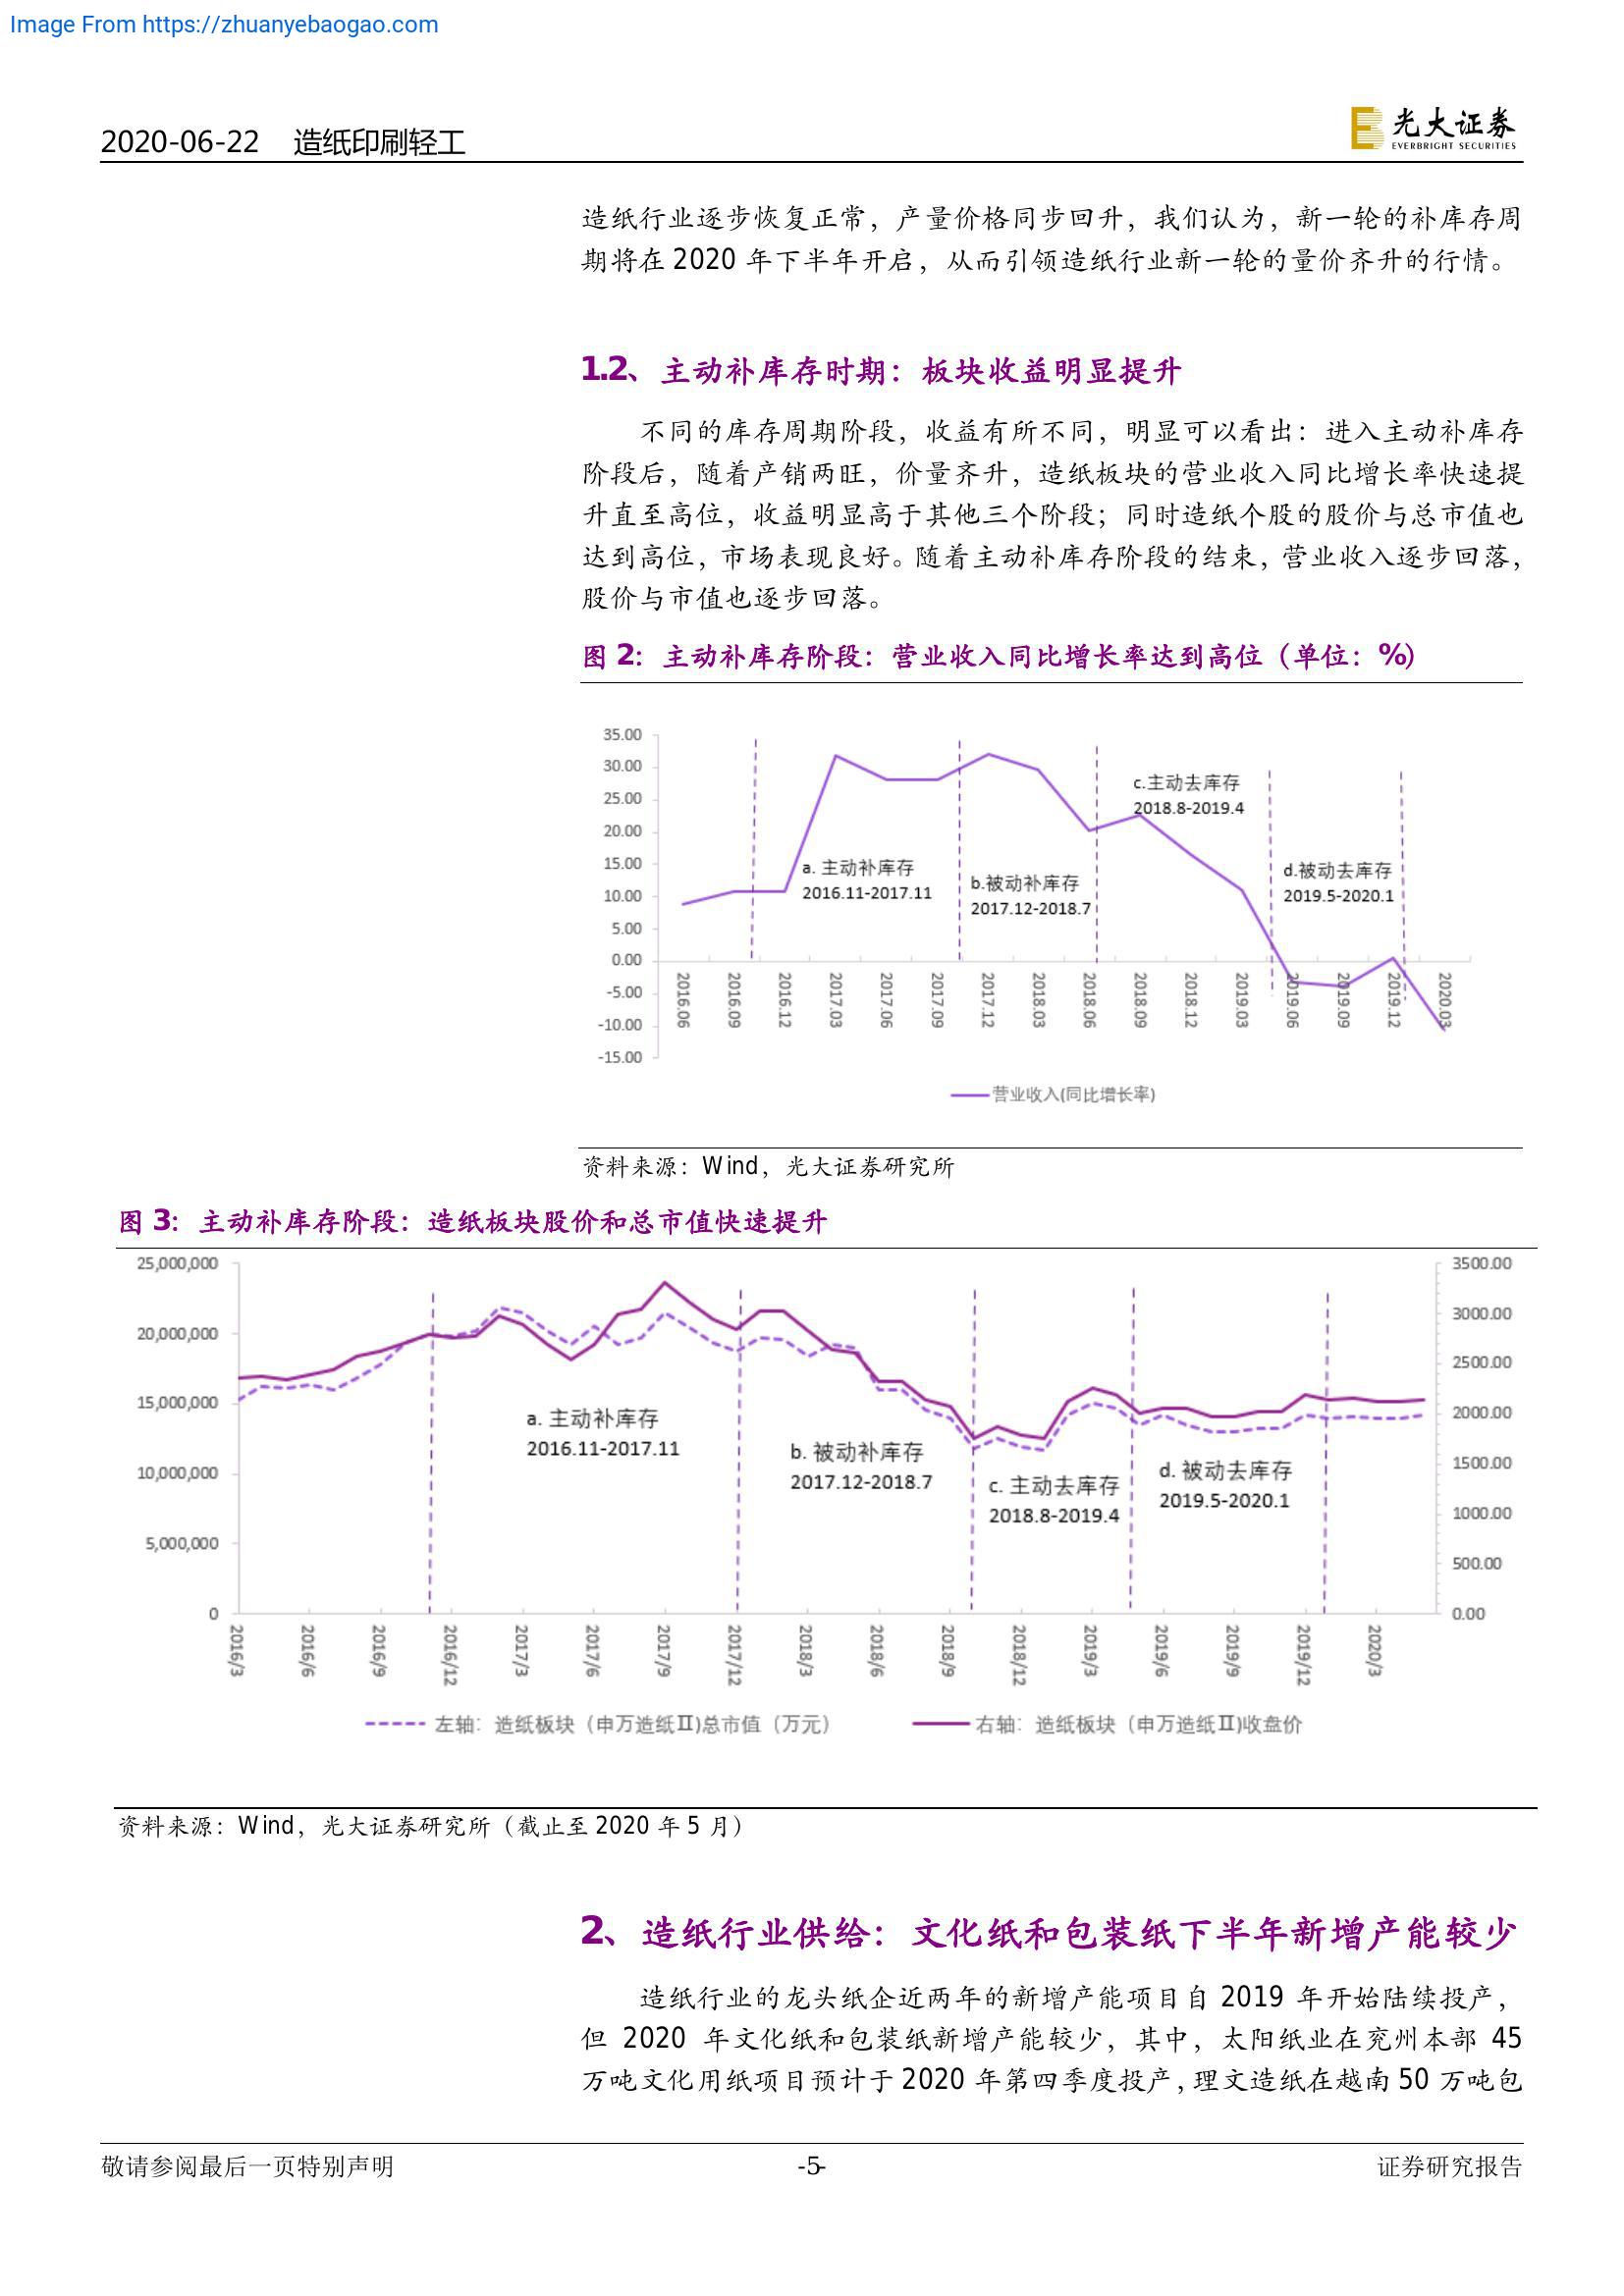 Image From https://zhuanyebaogao.com
2020-06-22 造纸印刷轻工
光大证券
EVERBRIGHT SECURITIES
造纸行业逐步恢复正常，产量价格同步回升，我们认为，新一轮的补库存周
期将在 2020 年下半年开启，从而引领造纸行业新一轮的量价齐升的行情。
1.2、主动补库存时期：板块收益明显提升
不同的库存周期阶段，收益有所不同，明显可以看出：进入主动补库存
阶段后，随着产销两旺，价量齐升，造纸板块的营业收入同比增长率快速提
升直至高位，收益明显高于其他三个阶段；同时造纸个股的股价与总市值也
达到高位，市场表现良好。随着主动补库存阶段的结束，营业收入逐步回落，
股价与市值也逐步回落。
图 2：主动补库存阶段：营业收入同比增长率达到高位（单位：%）
35.00
30.00
25.00
20.00
15.00
10.00
5.00
0.00
-5.00
-10.00
-15.00
a. 主动补库存
2016.11-2017.11
b.被动补库存
2017.12-2018.7
c.主动去库存
2018.8-2019.4
d.被动去库存
2019.5-2020.1
2016.06
2016.09
2016.12
2017.03
2017.06
2017.09
2017.12
2018.03
2018.06
2018.09
2018.12
2019.03
2019.06
2019.09
2019.12
2020.03
营业收入(同比增长率)
资料来源：Wind，光大证券研究所
图 3：主动补库存阶段：造纸板块股价和总市值快速提升
25,000,000
20,000,000
15,000,000
10,000,000
5,000,000
0
3500.00
3000.00
2500.00
2000.00
1500.00
1000.00
500.00
0.00
a. 主动补库存
2016.11-2017.11
b. 被动补库存
2017.12-2018.7
c. 主动去库存
2018.8-2019.4
d. 被动去库存
2019.5-2020.1
2016/3
2016/6
2016/9
2016/12
2017/3
2017/6
2017/9
2017/12
2018/3
2018/6
2018/9
2018/12
2019/3
2019/6
2019/9
2019/12
2020/3
左轴：造纸板块（申万造纸Ⅱ)总市值（万元）
右轴：造纸板块（申万造纸Ⅱ)收盘价
资料来源：Wind，光大证券研究所（截止至 2020 年 5 月）
2、造纸行业供给：文化纸和包装纸下半年新增产能较少
造纸行业的龙头纸企近两年的新增产能项目自 2019 年开始陆续投产，
但 2020 年文化纸和包装纸新增产能较少，其中，太阳纸业在兖州本部 45
万吨文化用纸项目预计于 2020 年第四季度投产，理文造纸在越南 50 万吨包
敬请参阅最后一页特别声明
-5-
证券研究报告